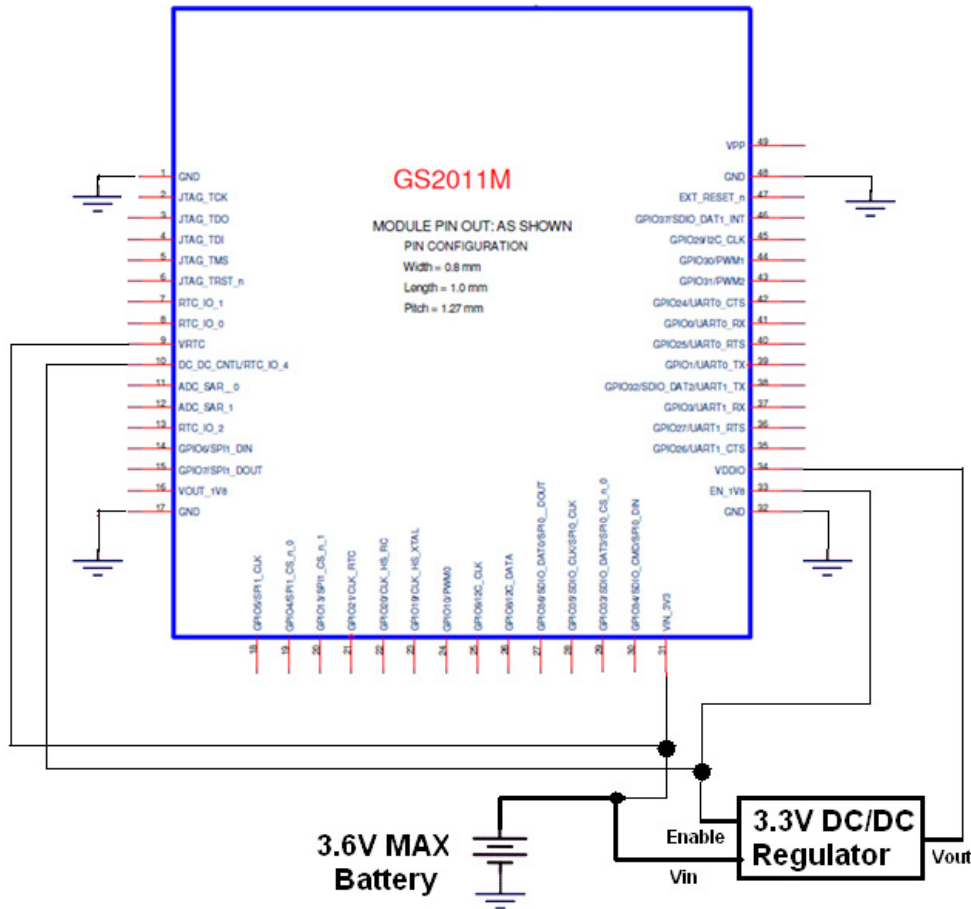 GS2011M
MODULE PIN OUT: AS SHOWN
PIN CONFIGURATION
Width = 0.8 mm
Length = 1.0 mm
Pitch = 1.27 mm
1 GND
2 JTAG_TCK
3 JTAG_TDO
4 JTAG_TDI
5 JTAG_TMS
6 JTAG_TRST_n
7 RTC_IO_1
8 RTC_IO_0
9 VRTC
10 DC_DC_CNTL/RTC_IO_4
11 ADC_SAR_0
12 ADC_SAR_1
13 RTC_IO_2
14 GPIO6/SPI1_DIN
15 GPIO7/SPI1_DOUT
16 VOUT_1V8
17 GND
GPIO5/SPI1_CLK 18
GPIO4/SPI1_CS_n_0 19
GPIO13/SPI1_CS_n_1 20
GPIO21/CLK_RTC 21
GPIO20/CLK_HS_RC 22
GPIO19/CLK_HS_XTAL 23
GPIO10/PWM0 24
GPIO9/I2C_CLK 25
GPIO8/I2C_DATA 26
GPIO36/SDIO_DAT0/SPI0__DOUT 27
GPIO35/SDIO_CLK/SPI0_CLK 28
GPIO33/SDIO_DAT3/SPI0_CS_n_0 29
GPIO34/SDIO_CMD/SPI0_DIN 30
VIN_3V3 31
VPP 49
GND 48
EXT_RESET_n 47
GPIO37/SDIO_DAT1_INT 46
GPIO29/I2C_CLK 45
GPIO30/PWM1 44
GPIO31/PWM2 43
GPIO24/UART0_CTS 42
GPIO0/UART0_RX 41
GPIO25/UART0_RTS 40
GPIO1/UART0_TX 39
GPIO32/SDIO_DAT2/UART1_TX 38
GPIO3/UART1_RX 37
GPIO27/UART1_RTS 36
GPIO26/UART1_CTS 35
VDDIO 34
EN_1V8 33
GND 32
3.6V MAX
Battery
Enable
Vin
3.3V DC/DC
Regulator
Vout